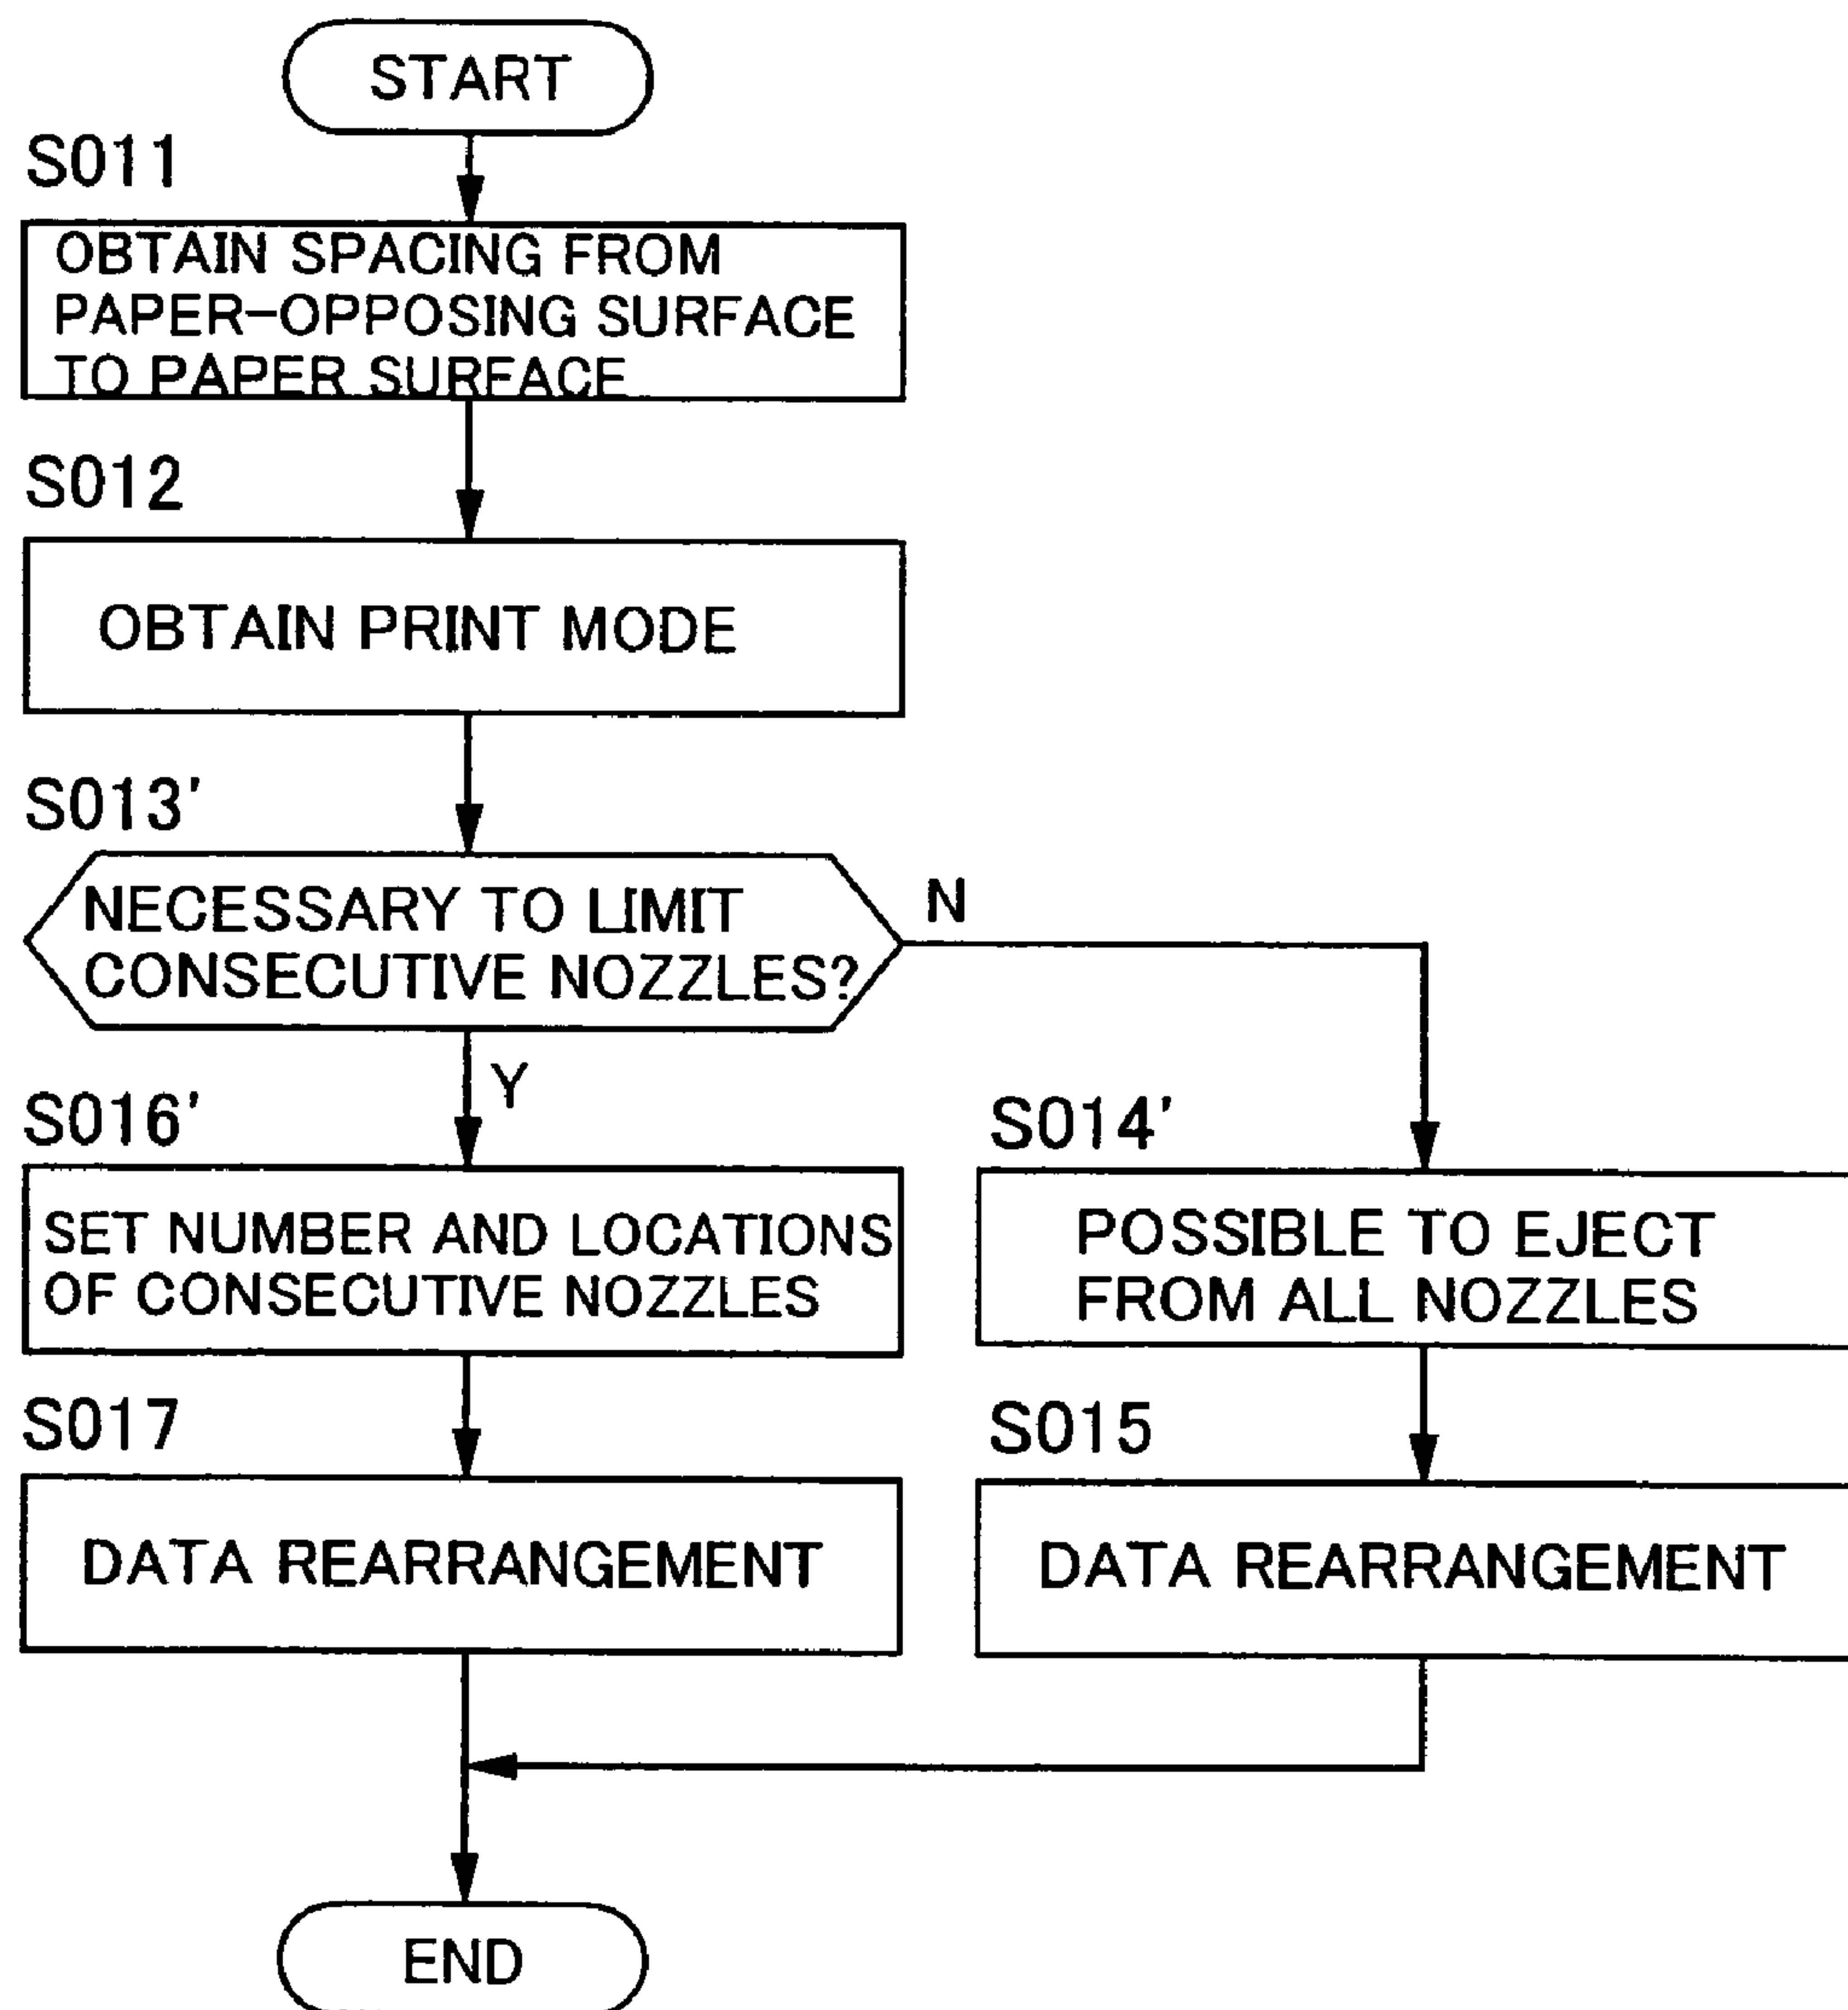 START
S011
OBTAIN SPACING FROM
PAPER-OPPOSING SURFACE
TO PAPER SURFACE
S012
OBTAIN PRINT MODE
S013'
NECESSARY TO LIMIT
CONSECUTIVE NOZZLES?
N
Y
S016'
SET NUMBER AND LOCATIONS
OF CONSECUTIVE NOZZLES
S014'
POSSIBLE TO EJECT
FROM ALL NOZZLES
S017
DATA REARRANGEMENT
S015
DATA REARRANGEMENT
END